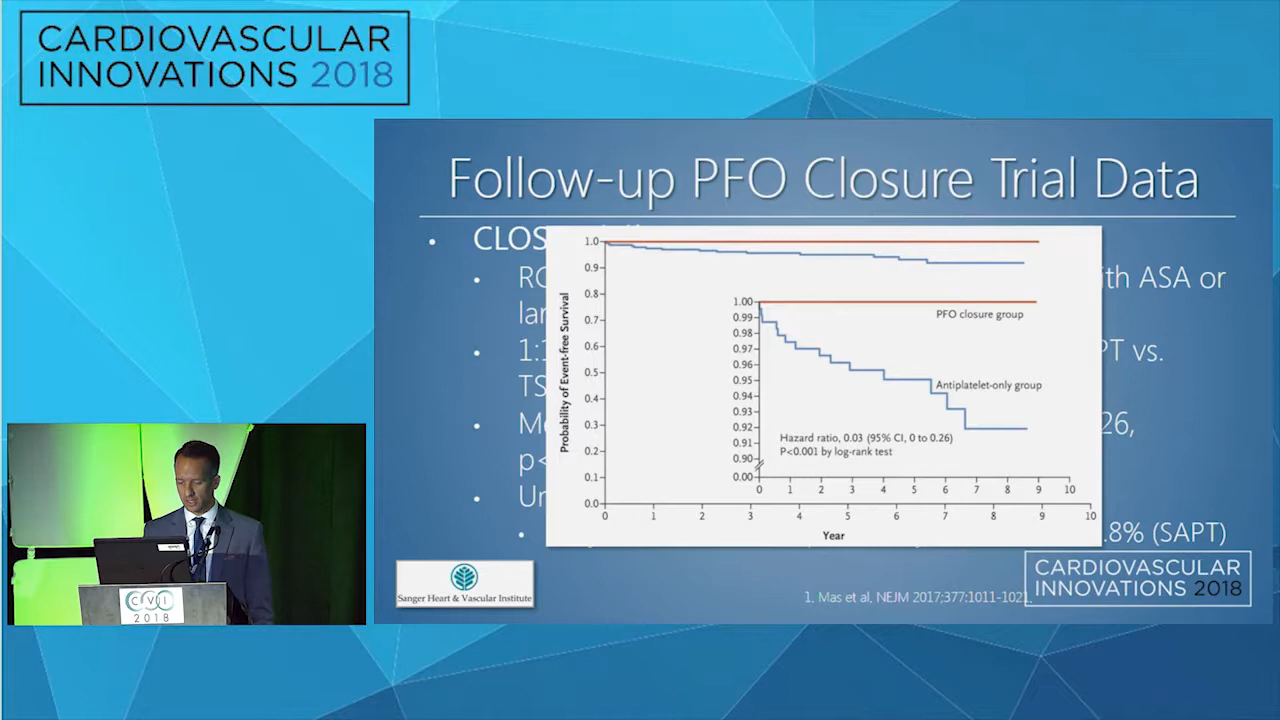 CARDIOVASCULAR
INNOVATIONS 2018
Follow-up PFO Closure Trial Data
CLOS
RC
ith ASA or
lar
1:1
PT vs.
TS
Me
26,
p<
Un
.8% (SAPT)
Probability of Event-free Survival
1.0
0.9
0.8
0.7
0.6
0.5
0.4
0.3
0.2
0.1
0.0
0 1 2 3 4 5 6 7 8 9 10
Year
1.00
0.99
0.98
0.97
0.96
0.95
0.94
0.93
0.92
0.91
0.90
0.00
0 1 2 3 4 5 6 7 8 9 10
PFO closure group
Antiplatelet-only group
Hazard ratio, 0.03 (95% CI, 0 to 0.26)
P<0.001 by log-rank test
Sanger Heart & Vascular Institute
1. Mas et al, NEJM 2017;377:1011-1021.
CARDIOVASCULAR
INNOVATIONS 2018
CVI
2018